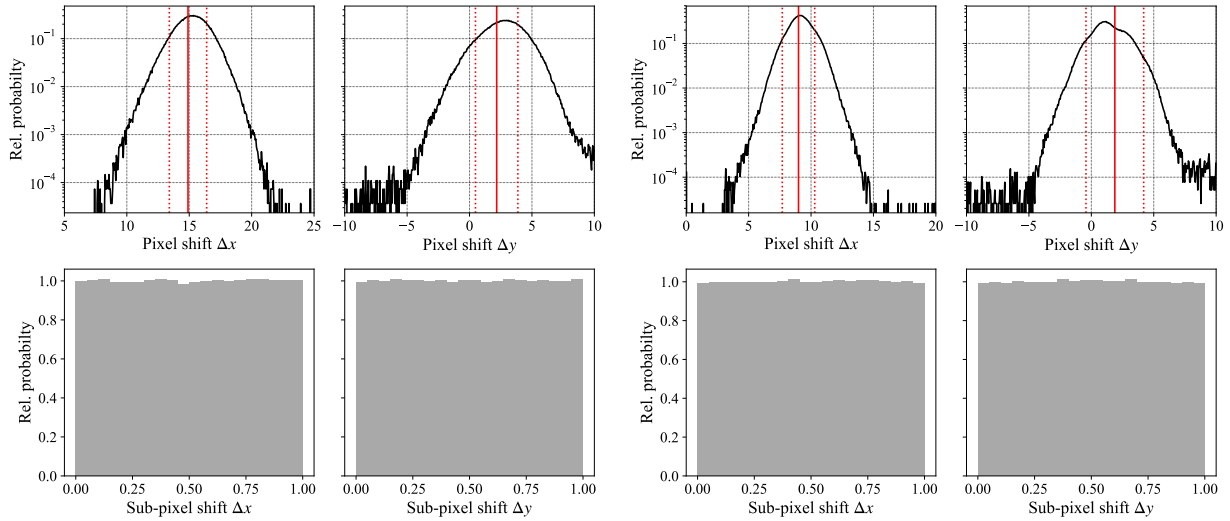 10⁻¹
10⁻²
10⁻³
10⁻⁴
Rel. probabilty
5 10 15 20 25
Pixel shift Δx
−10 −5 0 5 10
Pixel shift Δy
10⁻¹
10⁻²
10⁻³
10⁻⁴
Rel. probabilty
0 5 10 15 20
Pixel shift Δx
−10 −5 0 5 10
Pixel shift Δy
1.0
0.8
0.6
0.4
0.2
0.0
Rel. probabilty
0.00 0.25 0.50 0.75 1.00
Sub-pixel shift Δx
0.00 0.25 0.50 0.75 1.00
Sub-pixel shift Δy
1.0
0.8
0.6
0.4
0.2
0.0
Rel. probabilty
0.00 0.25 0.50 0.75 1.00
Sub-pixel shift Δx
0.00 0.25 0.50 0.75 1.00
Sub-pixel shift Δy